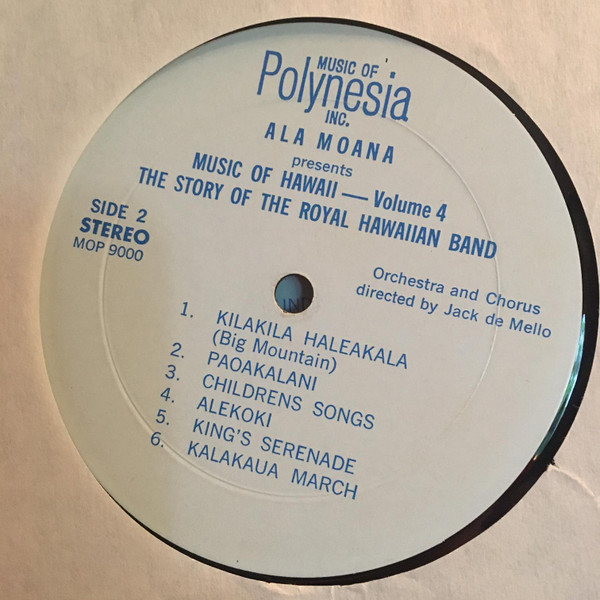 MUSIC OF
Polynesia
INC.
ALA MOANA
presents
MUSIC OF HAWAII — Volume 4
THE STORY OF THE ROYAL HAWAIIAN BAND
SIDE 2
STEREO
MOP 9000
Orchestra and Chorus
directed by Jack de Mello
1. KILAKILA HALEAKALA
(Big Mountain)
2. PAOAKALANI
3. CHILDRENS SONGS
4. ALEKOKI
5. KING'S SERENADE
6. KALAKAUA MARCH